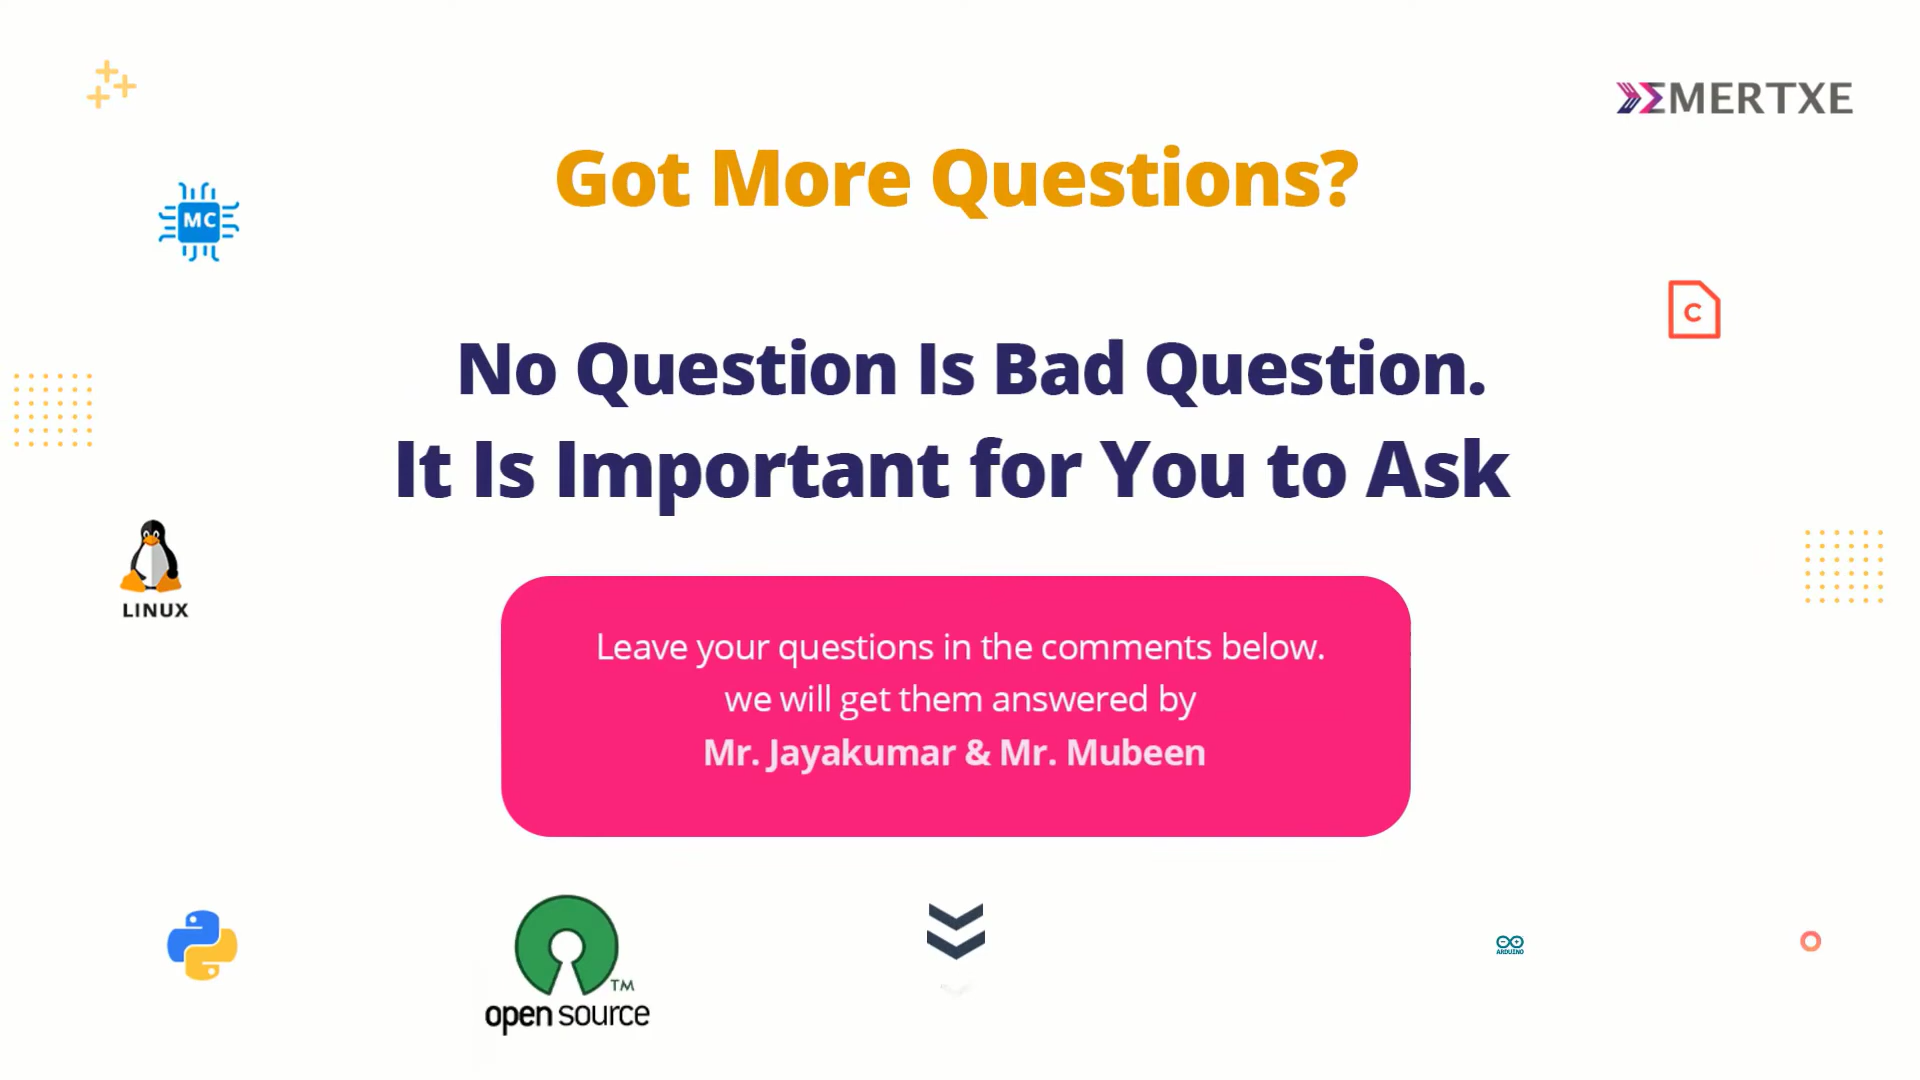 EMERTXE
Got More Questions?
MC
C
No Question Is Bad Question.
It Is Important for You to Ask
LINUX
Leave your questions in the comments below.
we will get them answered by
Mr. Jayakumar & Mr. Mubeen
TM
open source
ARDUINO